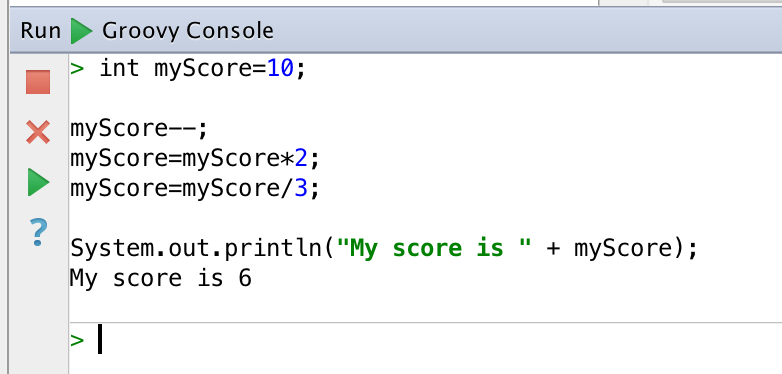 Run Groovy Console
> int myScore=10;
myScore--;
myScore=myScore*2;
myScore=myScore/3;
System.out.println("My score is " + myScore);
My score is 6
>